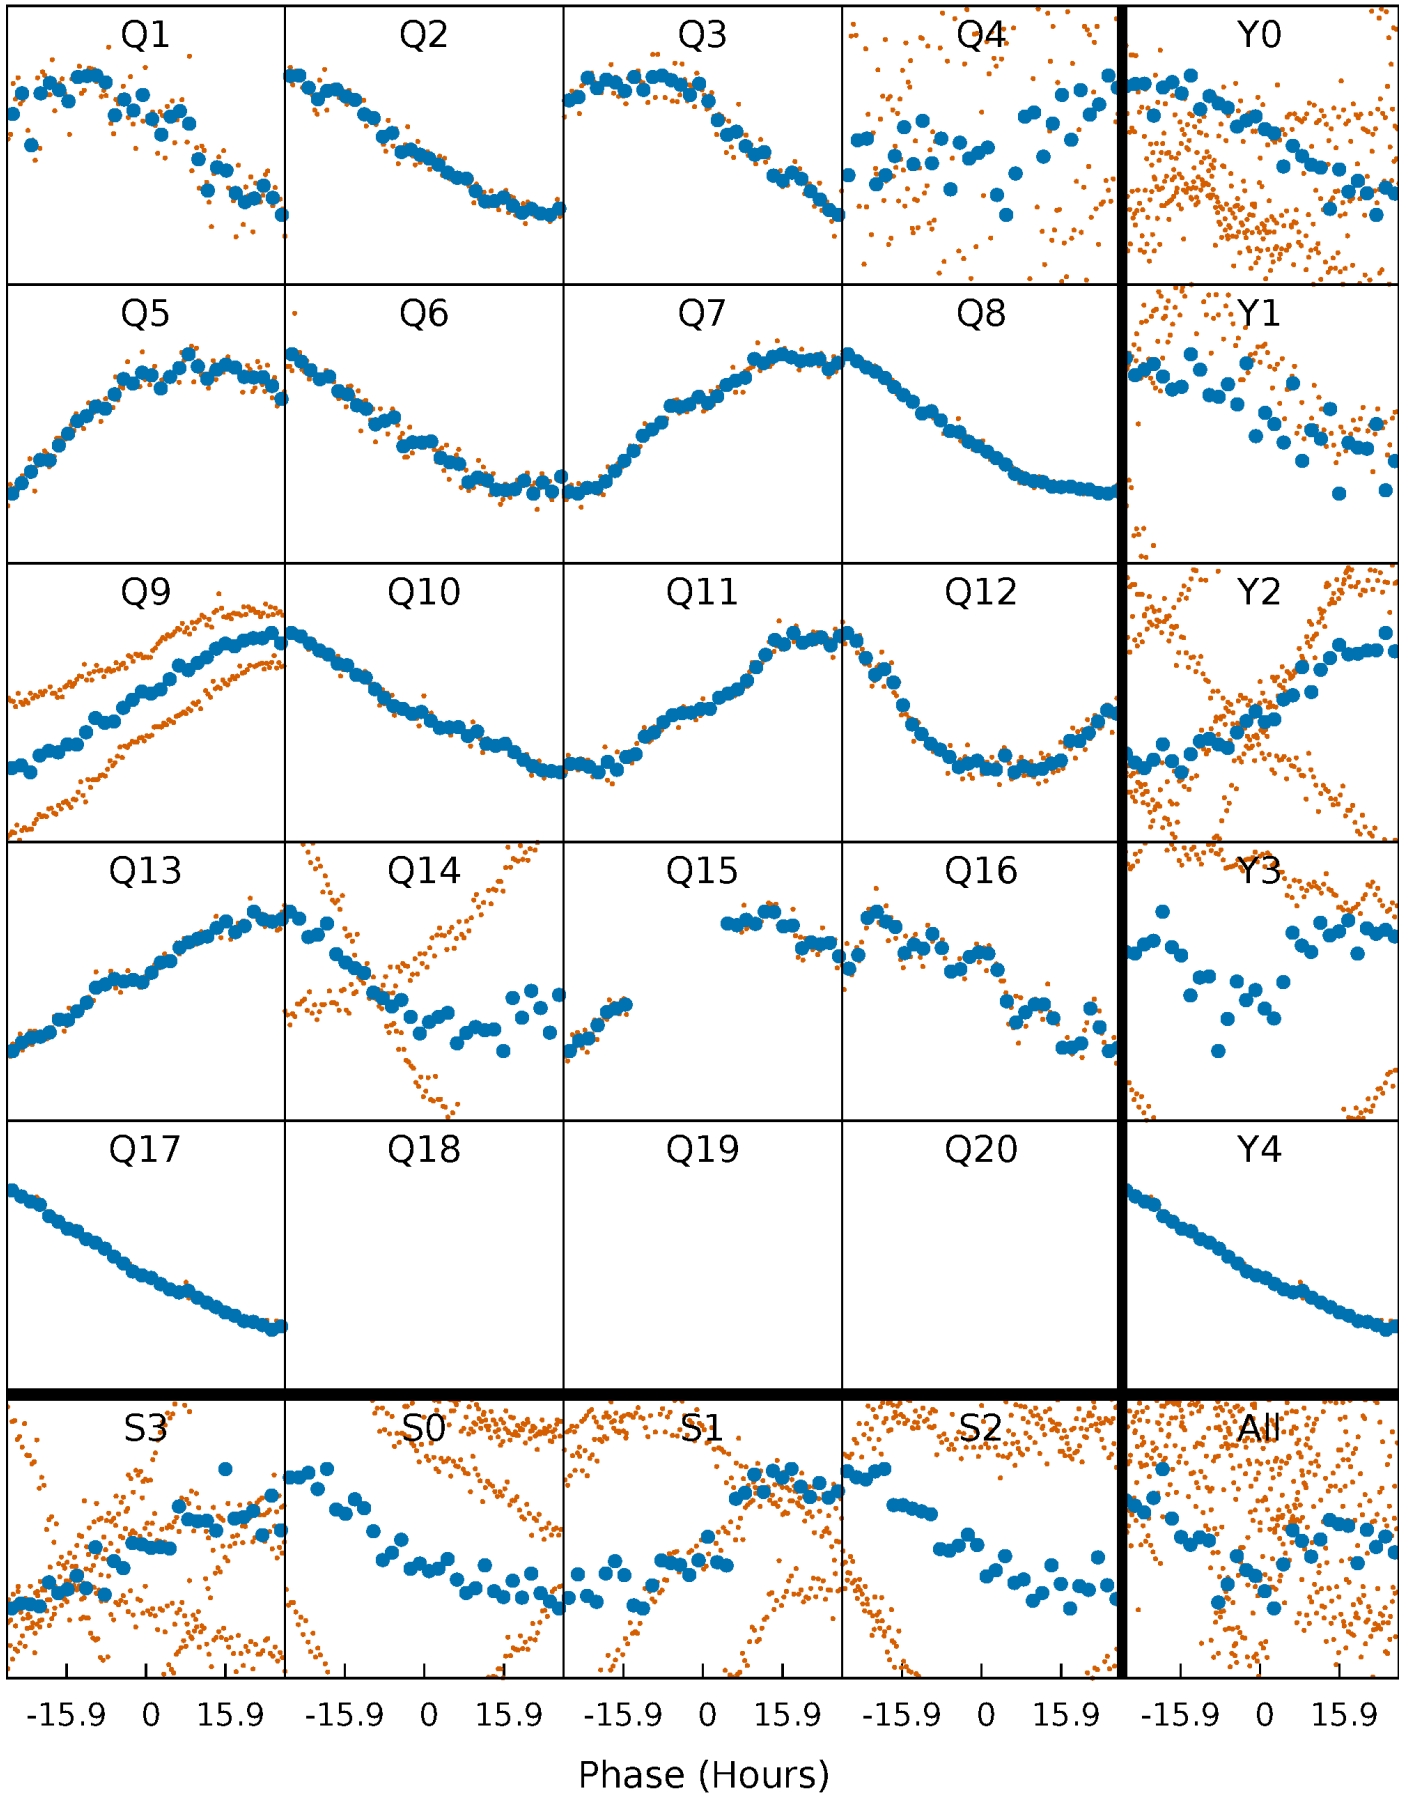 Q1 Q2 Q3 Q4 Y0
Q5 Q6 Q7 Q8 Y1
Q9 Q10 Q11 Q12 Y2
Q13 Q14 Q15 Q16 Y3
Q17 Q18 Q19 Q20 Y4
S3 S0 S1 S2 All
-15.9 0 15.9 -15.9 0 15.9 -15.9 0 15.9 -15.9 0 15.9 -15.9 0 15.9
Phase (Hours)